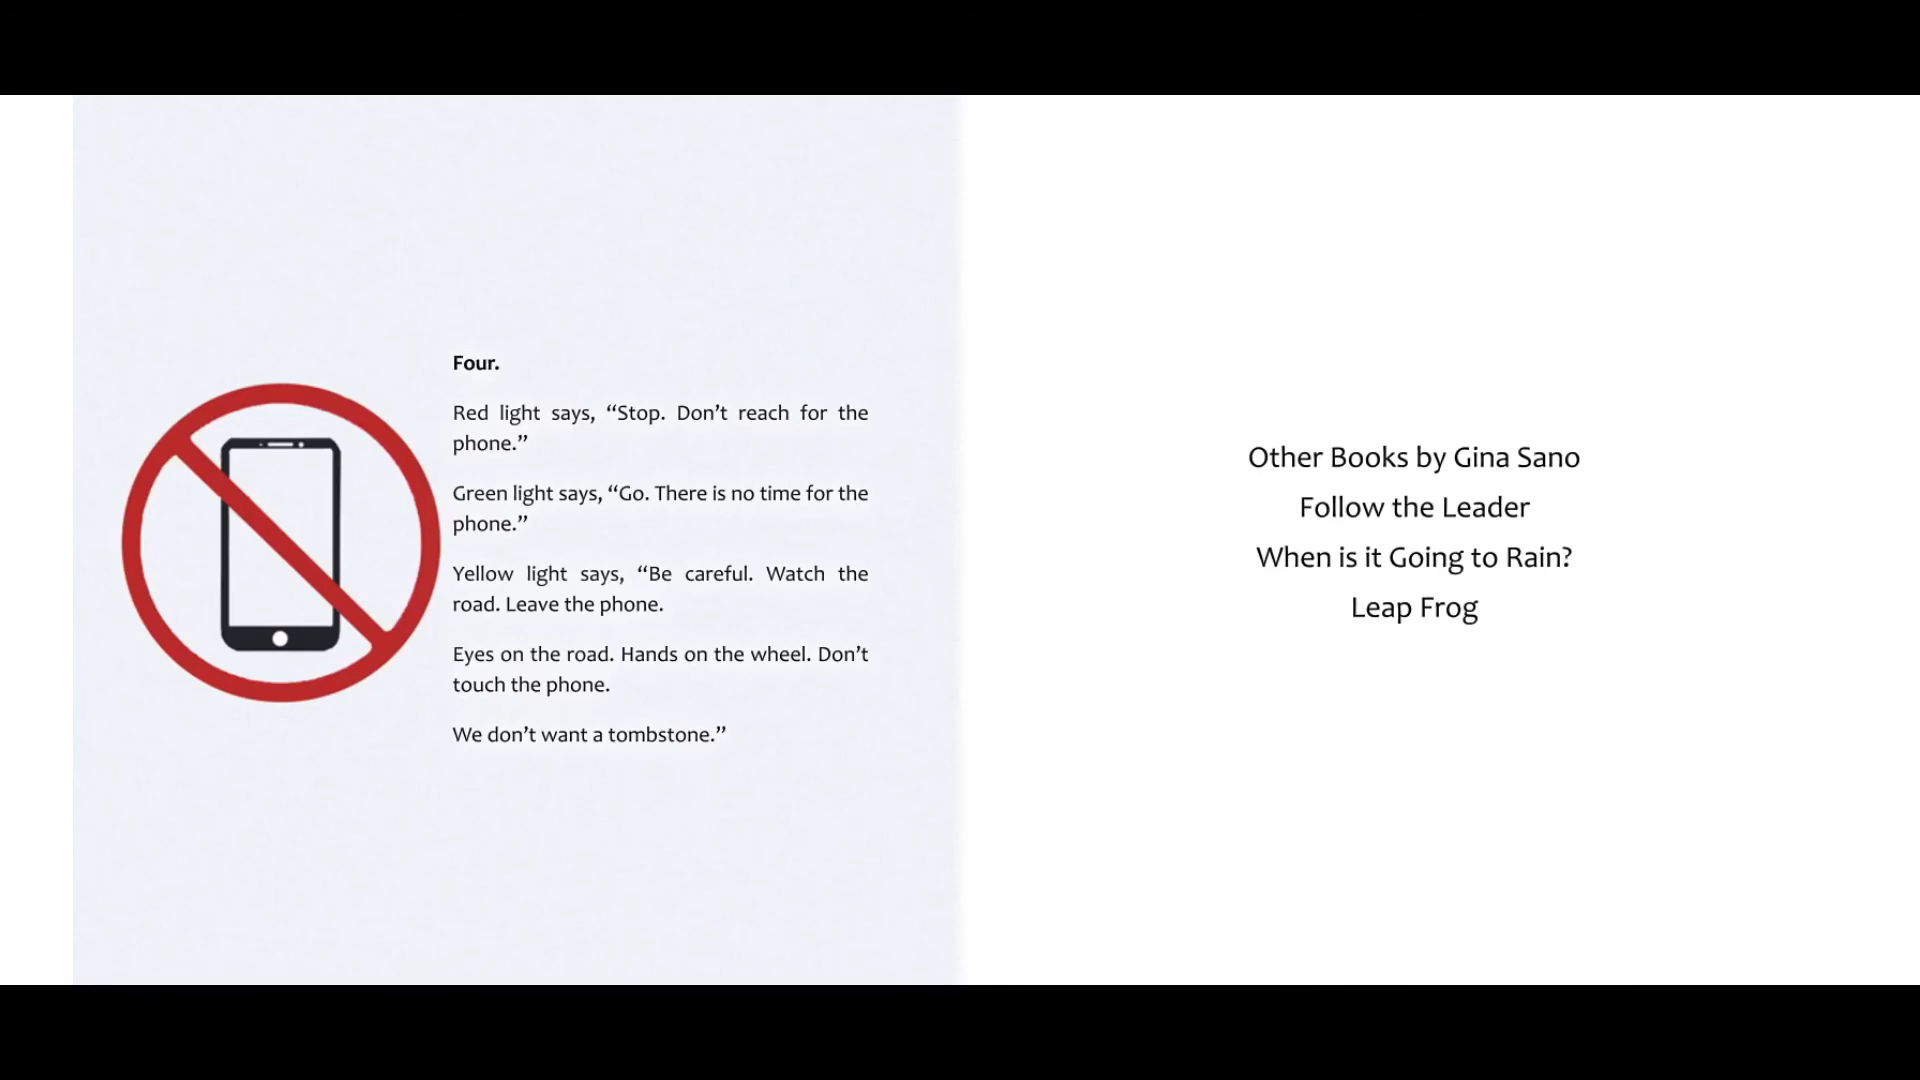 Four.
Red light says, “Stop. Don’t reach for the
phone.”
Green light says, “Go. There is no time for the
phone.”
Yellow light says, “Be careful. Watch the
road. Leave the phone.
Eyes on the road. Hands on the wheel. Don’t
touch the phone.
We don’t want a tombstone.”
Other Books by Gina Sano
Follow the Leader
When is it Going to Rain?
Leap Frog